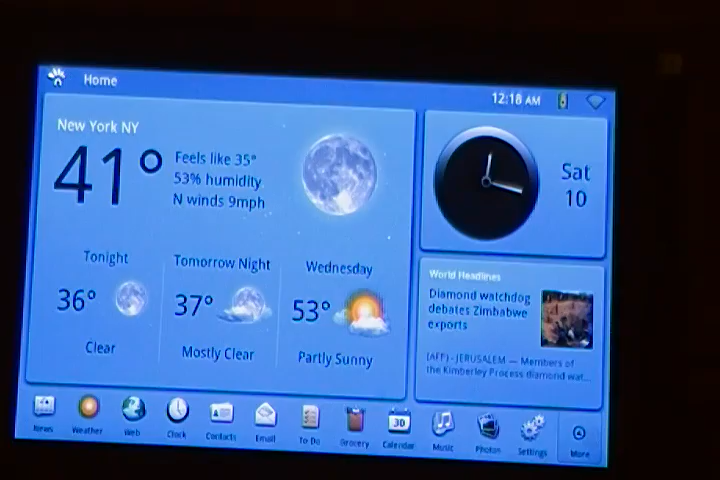 Home
12:18 AM
New York NY
41°
Feels like 35°
53% humidity
N winds 9mph
Sat
10
Tonight
36°
Clear
Tomorrow Night
37°
Mostly Clear
Wednesday
53°
Partly Sunny
World Headlines
Diamond watchdog
debates Zimbabwe
exports
(AFP) - JERUSALEM — Members of
the Kimberley Process diamond wat...
News
Weather
Web
Clock
Contacts
Email
To Do
Grocery
30
Calendar
Music
Photos
Settings
More